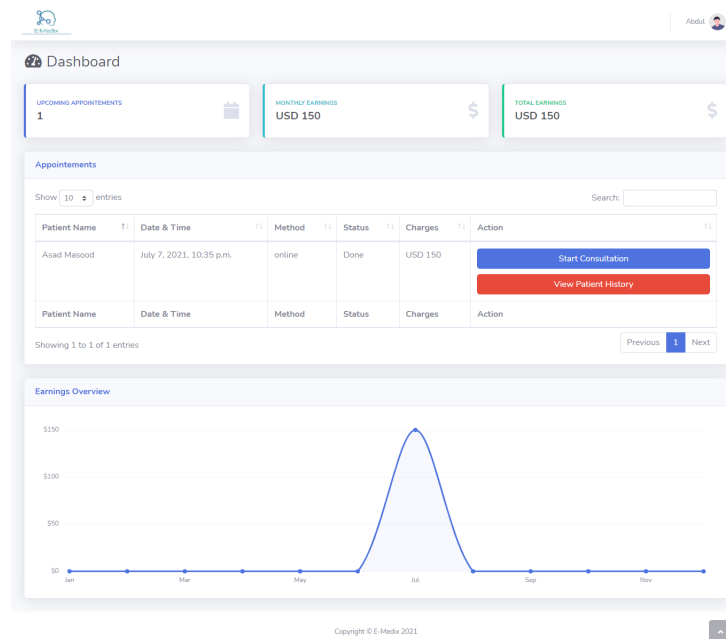 E-Medix
Abdul
Dashboard
UPCOMING APPOINTEMENTS
1
MONTHLY EARNINGS
USD 150
TOTAL EARNINGS
USD 150
Appointements
Show 10 entries
Search:
Patient Name Date & Time Method Status Charges Action
Asad Masood July 7, 2021, 10:35 p.m. online Done USD 150 Start Consultation
View Patient History
Patient Name Date & Time Method Status Charges Action
Showing 1 to 1 of 1 entries
Previous 1 Next
Earnings Overview
$150
$100
$50
$0
Jan Mar May Jul Sep Nov
Copyright © E-Medix 2021